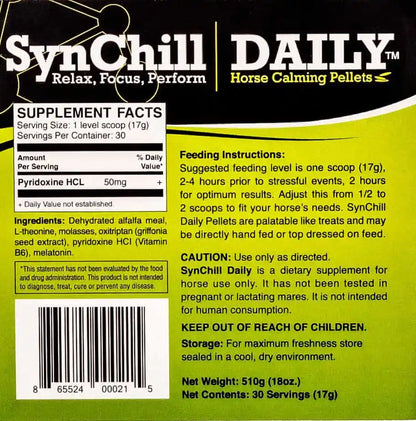 SynChill
Relax, Focus, Perform
DAILY™
Horse Calming Pellets
SUPPLEMENT FACTS
Serving Size: 1 level scoop (17g)
Servings Per Container: 30
Amount Per Serving % Daily Value*
Pyridoxine HCL 50mg +
+ Daily Value not established.
Ingredients: Dehydrated alfalfa meal,
L-theonine, molasses, oxitriptan (griffonia
seed extract), pyridoxine HCl (Vitamin
B6), melatonin.
*This statement has not been evaluated by the food
and drug administration. This product is not intended
to diagnose, treat, cure or prevent any disease.
8 65524 00021 5
Feeding Instructions:
Suggested feeding level is one scoop (17g),
2-4 hours prior to stressful events, 2 hours
for optimum results. Adjust this from 1/2 to
2 scoops to fit your horse's needs. SynChill
Daily Pellets are palatable like treats and may
be directly hand fed or top dressed on feed.
CAUTION: Use only as directed.
SynChill Daily is a dietary supplement for
horse use only. It has not been tested in
pregnant or lactating mares. It is not intended
for human consumption.
KEEP OUT OF REACH OF CHILDREN.
Storage: For maximum freshness store
sealed in a cool, dry environment.
Net Weight: 510g (18oz.)
Net Contents: 30 Servings (17g)